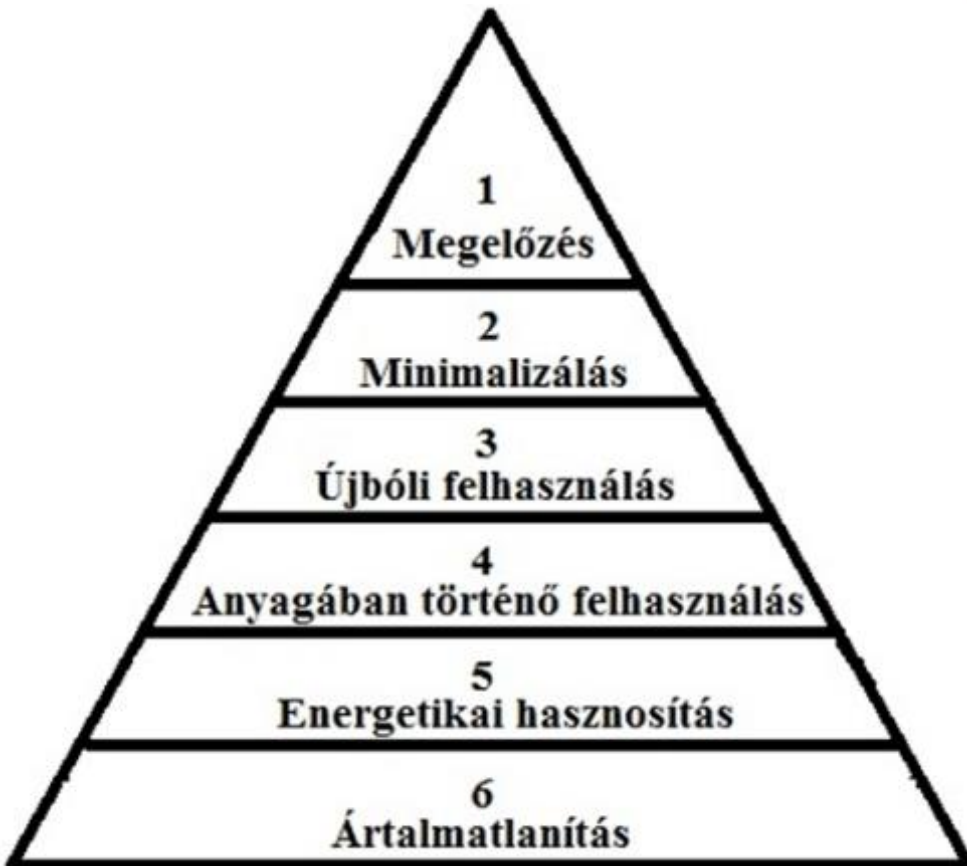 1
Megelőzés
2
Minimalizálás
3
Újbóli felhasználás
4
Anyagában történő felhasználás
5
Energetikai hasznosítás
6
Ártalmatlanítás